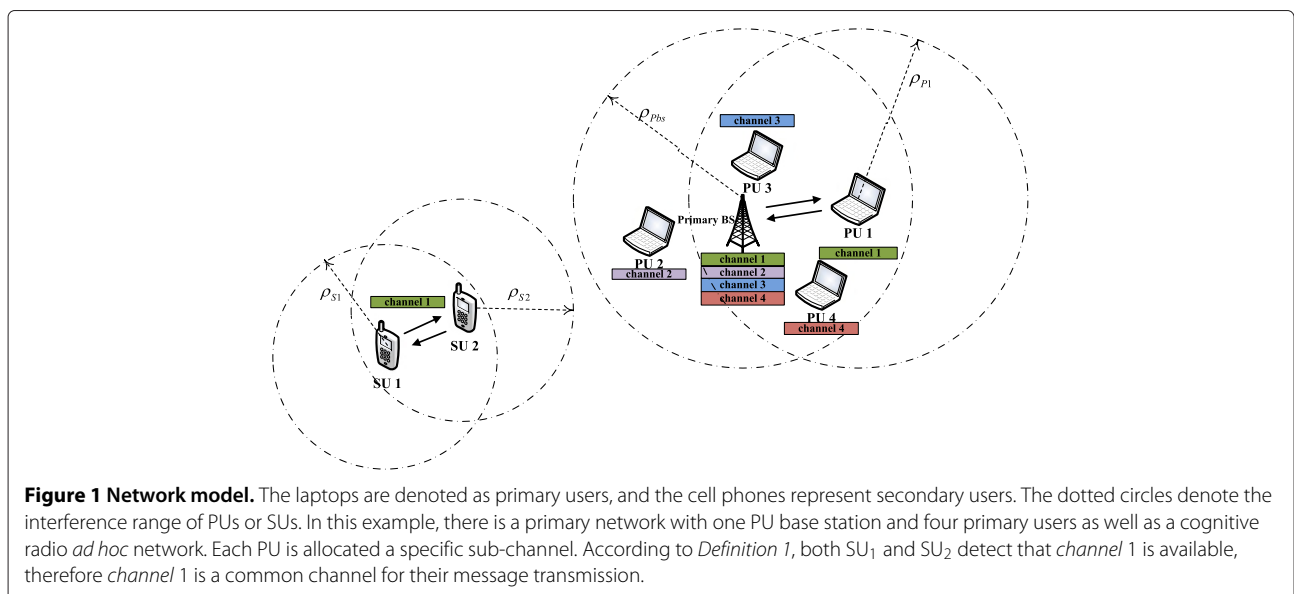 ρP1
ρPbs
channel 3
PU 3
Primary BS
PU 1
PU 2
channel 2
channel 1
channel 2
channel 3
channel 4
channel 1
PU 4
channel 4
ρS1
channel 1
ρS2
SU 2
SU 1
Figure 1 Network model. The laptops are denoted as primary users, and the cell phones represent secondary users. The dotted circles denote the
interference range of PUs or SUs. In this example, there is a primary network with one PU base station and four primary users as well as a cognitive
radio ad hoc network. Each PU is allocated a specific sub-channel. According to Definition 1, both SU1 and SU2 detect that channel 1 is available,
therefore channel 1 is a common channel for their message transmission.